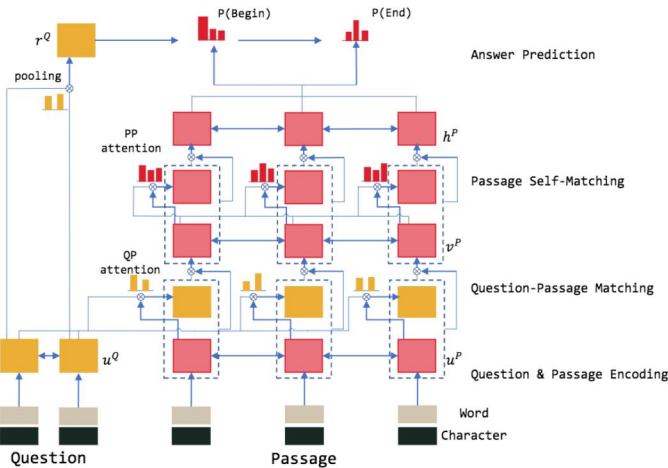 P(Begin)
P(End)
r^Q
Answer Prediction
pooling
h^P
PP
attention
Passage Self-Matching
v^P
QP
attention
Question-Passage Matching
u^Q
u^P
Question & Passage Encoding
Word
Character
Question
Passage